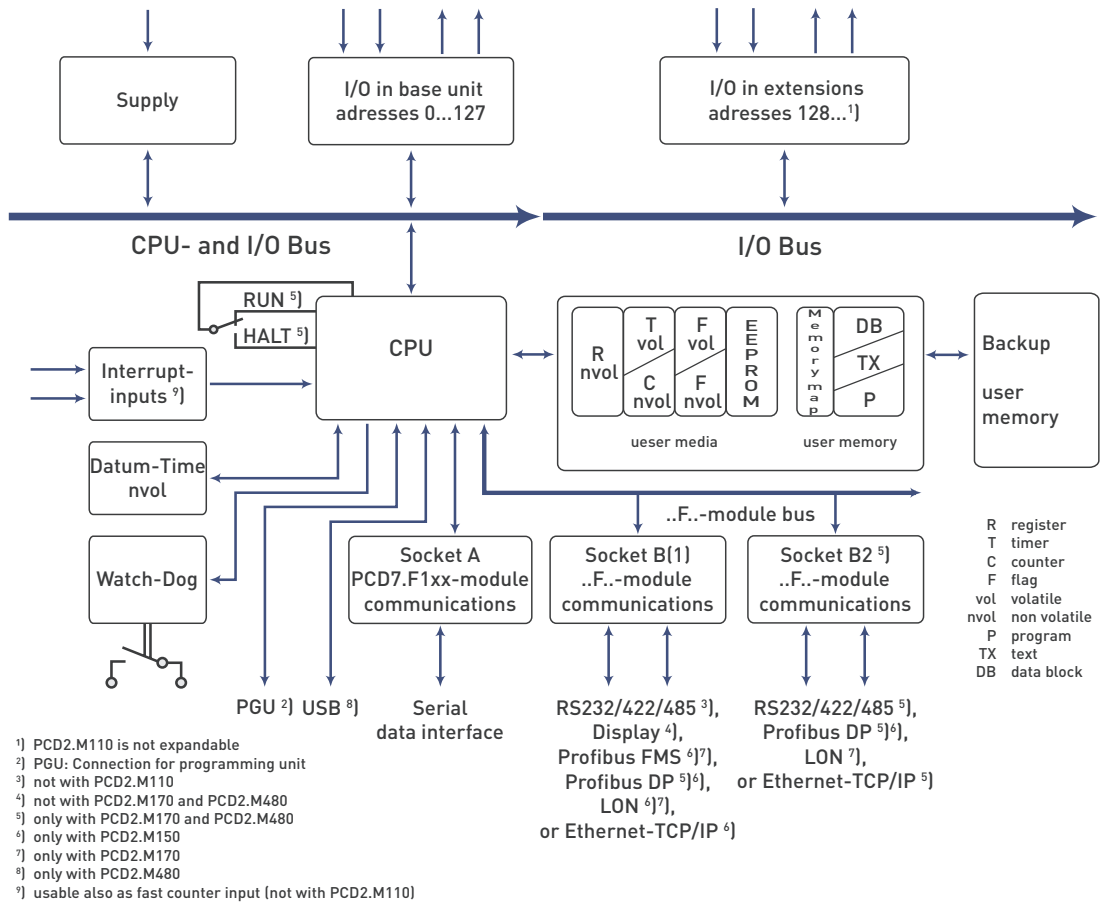 Supply
I/O in base unit
adresses 0...127
I/O in extensions
adresses 128...¹)
CPU- and I/O Bus
I/O Bus
RUN ⁵)
HALT ⁵)
CPU
Interrupt-
inputs ⁹)
Datum-Time
nvol
Watch-Dog
R
nvol
T
vol
C
nvol
F
vol
F
nvol
EEPROM
Memory map
DB
TX
P
ueser media
user memory
Backup
user
memory
..F..-module bus
Socket A
PCD7.F1xx-module
communications
Socket B(1)
..F..-module
communications
Socket B2 ⁵)
..F..-module
communications
R register
T timer
C counter
F flag
vol volatile
nvol non volatile
P program
TX text
DB data block
PGU ²)
USB ⁸)
Serial
data interface
RS232/422/485 ³),
Display ⁴),
Profibus FMS ⁶)⁷),
Profibus DP ⁵)⁶),
LON ⁶)⁷),
or Ethernet-TCP/IP ⁶)
RS232/422/485 ⁵),
Profibus DP ⁵)⁶),
LON ⁷),
or Ethernet-TCP/IP ⁵)
¹) PCD2.M110 is not expandable
²) PGU: Connection for programming unit
³) not with PCD2.M110
⁴) not with PCD2.M170 and PCD2.M480
⁵) only with PCD2.M170 and PCD2.M480
⁶) only with PCD2.M150
⁷) only with PCD2.M170
⁸) only with PCD2.M480
⁹) usable also as fast counter input (not with PCD2.M110)